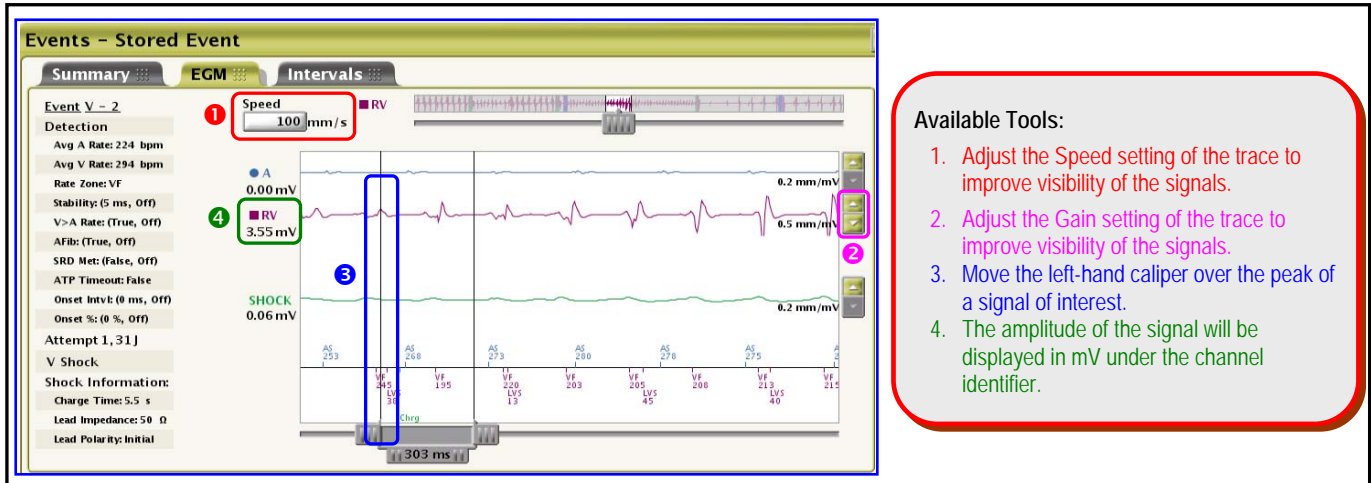 Events - Stored Event
Summary EGM Intervals
Event V - 2
Detection
Avg A Rate: 224 bpm
Avg V Rate: 294 bpm
Rate Zone: VF
Stability: (5 ms, Off)
V>A Rate: (True, Off)
AFib: (True, Off)
SRD Met: (False, Off)
ATP Timeout: False
Onset Intvl: (0 ms, Off)
Onset %: (0 %, Off)
Attempt 1, 31 J
V Shock
Shock Information:
Charge Time: 5.5 s
Lead Impedance: 50 Ω
Lead Polarity: Initial
1
Speed
100 mm/s
RV
A
0.00 mV
0.2 mm/mV
4
RV
3.55 mV
0.5 mm/mV
2
3
SHOCK
0.06 mV
0.2 mm/mV
AS AS AS AS AS AS A
253 268 273 280 278 275 2
VF VF VF VF VF VF VF VF
245 195 220 203 205 208 213 215
LVS LVS LVS LVS
38 13 45 40
Chrg
303 ms
Available Tools:
1. Adjust the Speed setting of the trace to
improve visibility of the signals.
2. Adjust the Gain setting of the trace to
improve visibility of the signals.
3. Move the left-hand caliper over the peak of
a signal of interest.
4. The amplitude of the signal will be
displayed in mV under the channel
identifier.